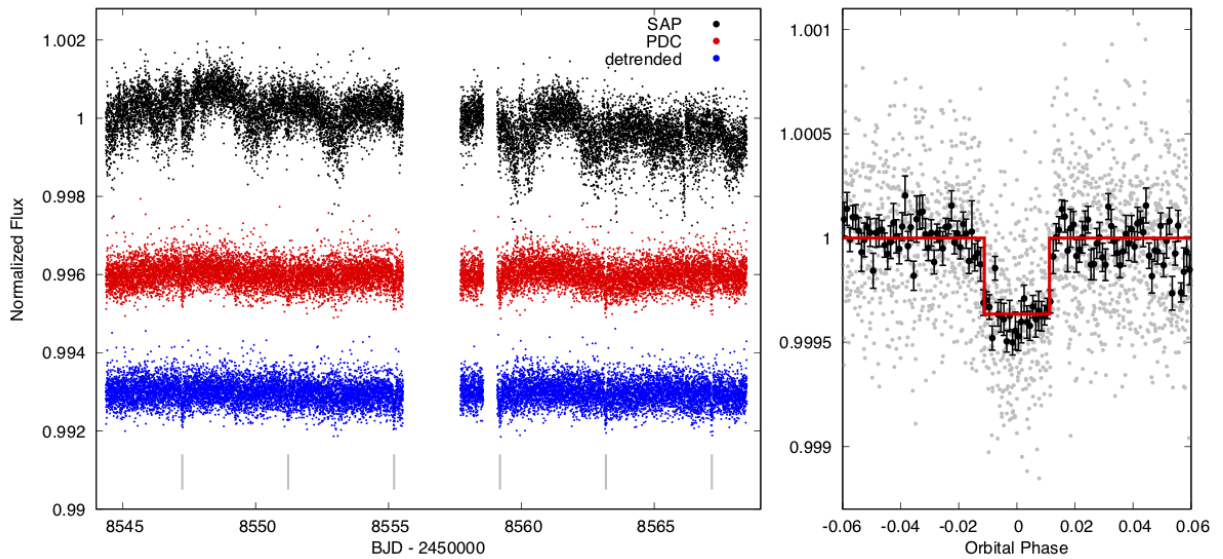 SAP
PDC
detrended
Normalized Flux
1.002
1
0.998
0.996
0.994
0.992
0.99
8545 8550 8555 8560 8565
BJD - 2450000
1.001
1.0005
1
0.9995
0.999
-0.06 -0.04 -0.02 0 0.02 0.04 0.06
Orbital Phase